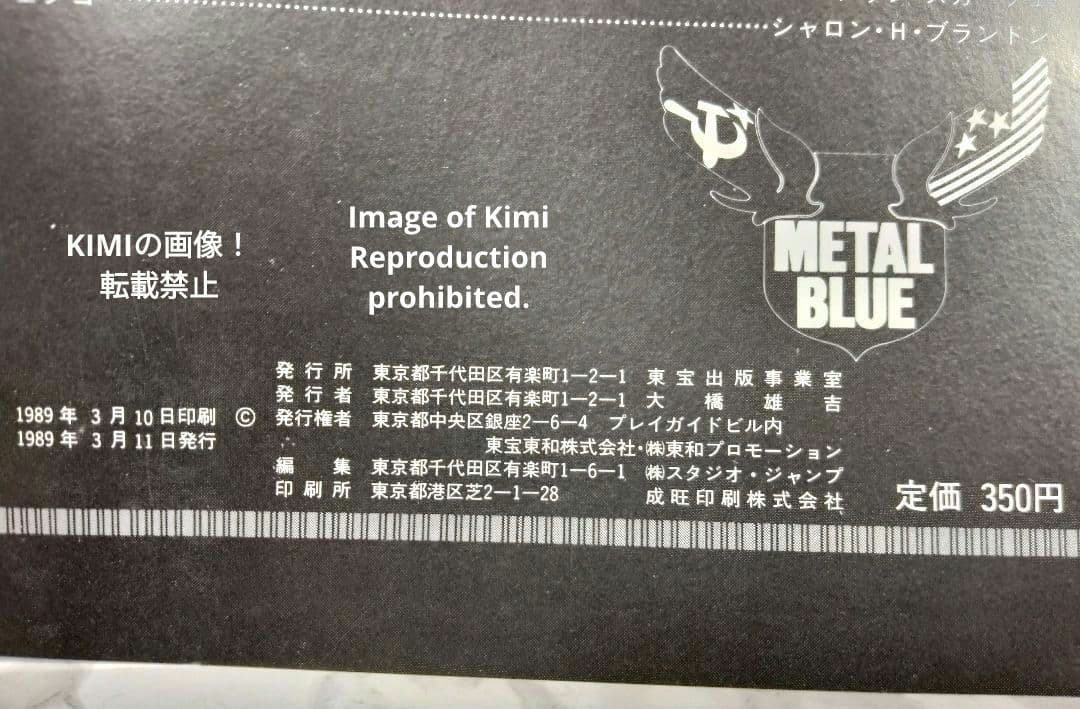 シャロン・H・ブラントン
METAL
BLUE
KIMIの画像！
転載禁止
Image of Kimi
Reproduction
prohibited.
1989年 3月10日印刷
1989年 3月11日発行
発行所 東京都千代田区有楽町1―2―1 東宝出版事業室
発行者 東京都千代田区有楽町1―2―1 大橋雄吉
© 発行権者 東京都中央区銀座2―6―4 プレイガイドビル内
東宝東和株式会社・㈱東和プロモーション
編集 東京都千代田区有楽町1―6―1 ㈱スタジオ・ジャンプ
印刷所 東京都港区芝2―1―28 成旺印刷株式会社
定価 350円